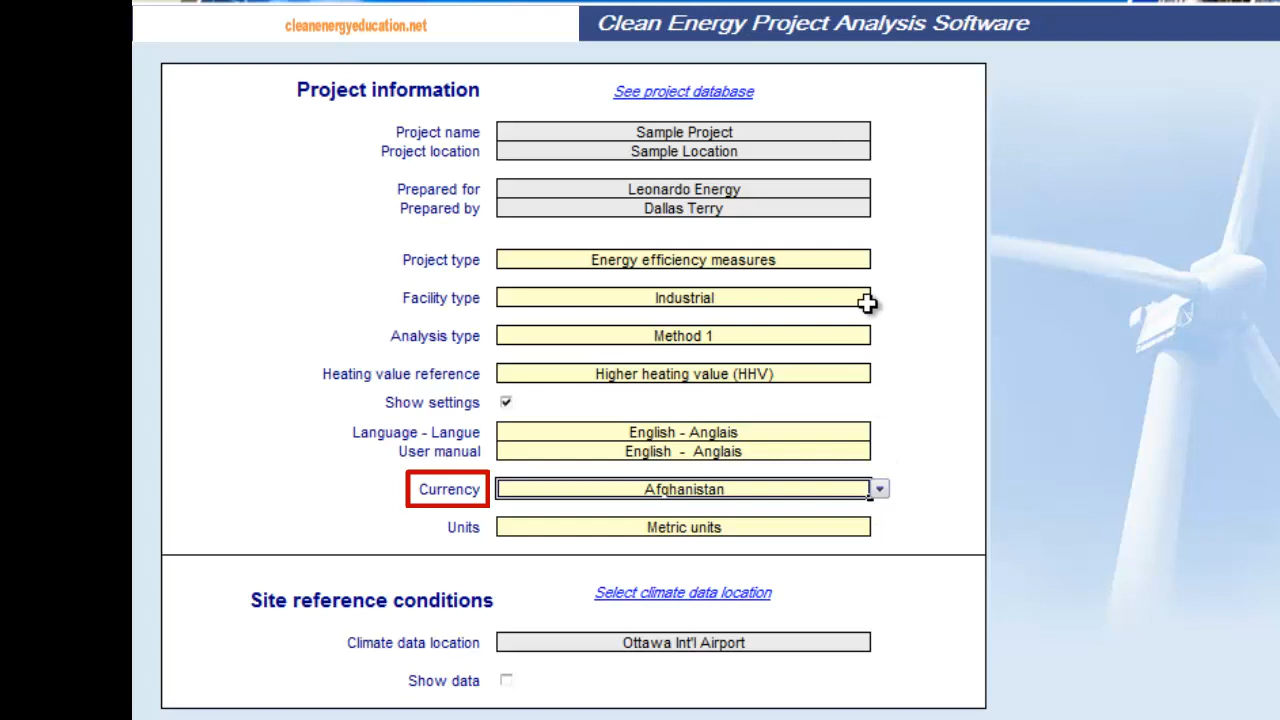 cleanenergyeducation.net
Clean Energy Project Analysis Software
Project information
See project database
Project name Sample Project
Project location Sample Location
Prepared for Leonardo Energy
Prepared by Dallas Terry
Project type Energy efficiency measures
Facility type Industrial
Analysis type Method 1
Heating value reference Higher heating value (HHV)
Show settings
Language - Langue English - Anglais
User manual English - Anglais
Currency Afghanistan
Units Metric units
Site reference conditions
Select climate data location
Climate data location Ottawa Int'l Airport
Show data